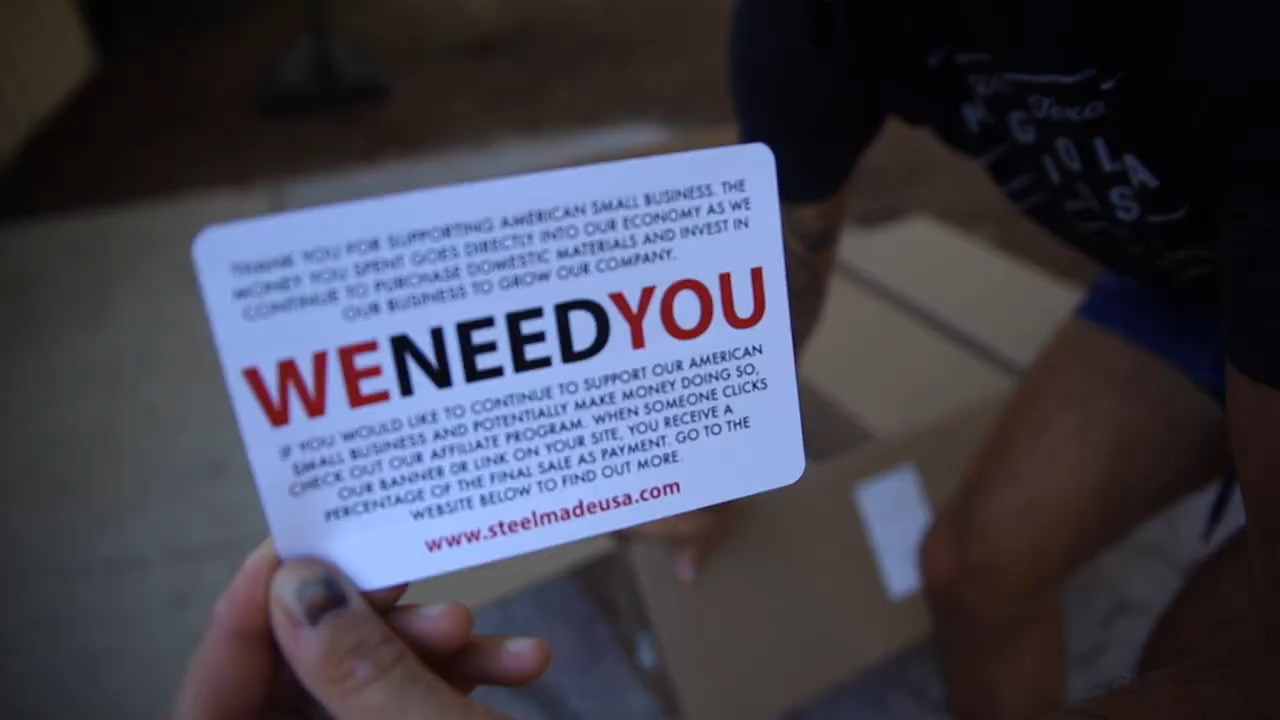 THANK YOU FOR SUPPORTING AMERICAN SMALL BUSINESS. THE
MONEY YOU SPENT GOES DIRECTLY INTO OUR ECONOMY AS WE
CONTINUE TO PURCHASE DOMESTIC MATERIALS AND INVEST IN
OUR BUSINESS TO GROW OUR COMPANY.
WENEEDYOU
IF YOU WOULD LIKE TO CONTINUE TO SUPPORT OUR AMERICAN
SMALL BUSINESS AND POTENTIALLY MAKE MONEY DOING SO,
CHECK OUT OUR AFFILIATE PROGRAM. WHEN SOMEONE CLICKS
OUR BANNER OR LINK ON YOUR SITE, YOU RECEIVE A
PERCENTAGE OF THE FINAL SALE AS PAYMENT. GO TO THE
WEBSITE BELOW TO FIND OUT MORE.
www.steelmadeusa.com